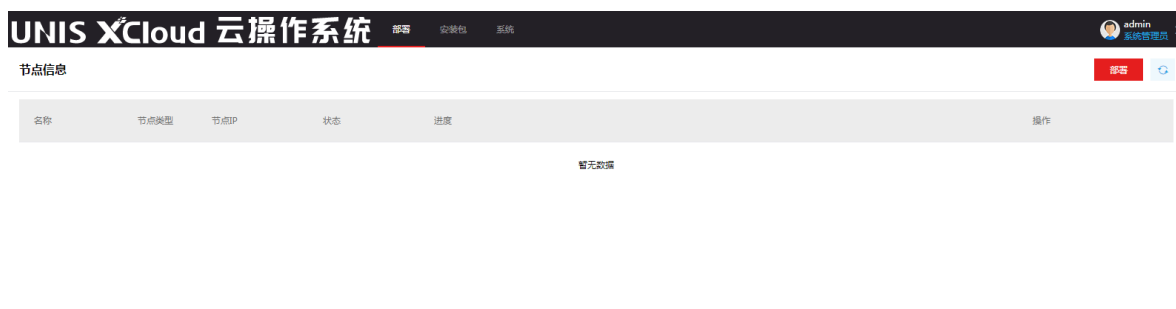 UNIS XCloud 云操作系统 部署 安装包 系统 admin
系统管理员
节点信息 部署
名称 节点类型 节点IP 状态 进度 操作
暂无数据